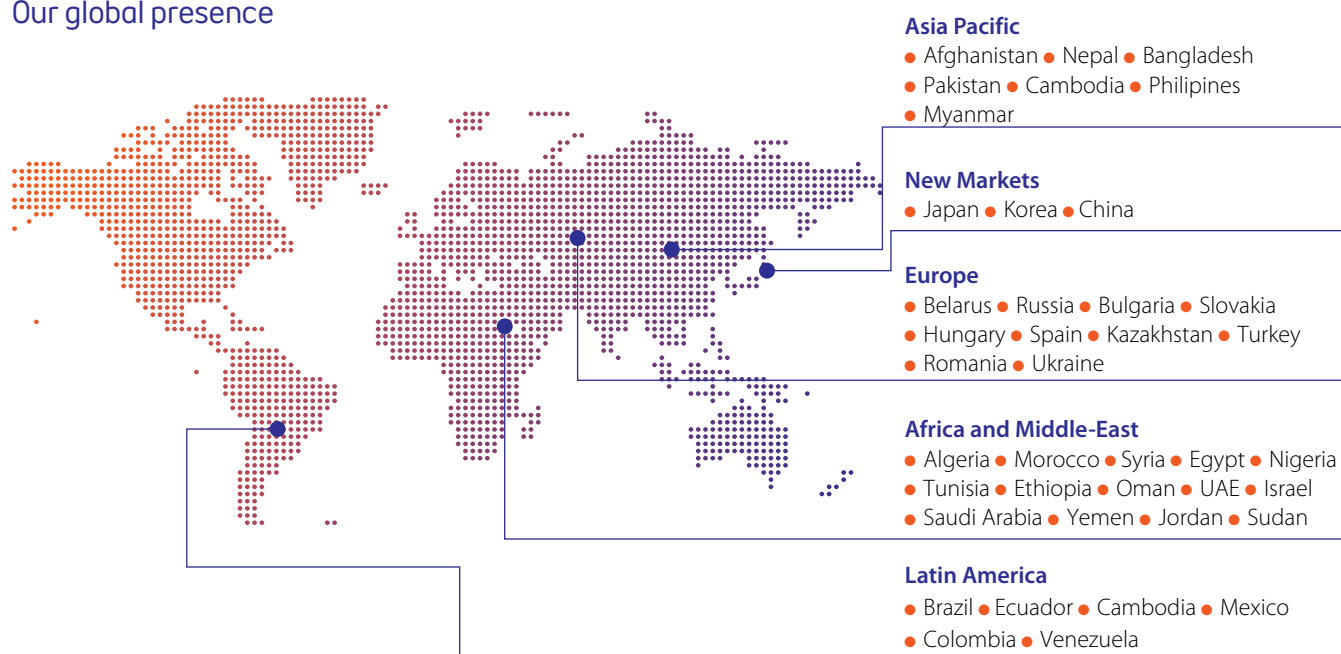 Our global presence
Asia Pacific
● Afghanistan ● Nepal ● Bangladesh
● Pakistan ● Cambodia ● Philipines
● Myanmar
New Markets
● Japan ● Korea ● China
Europe
● Belarus ● Russia ● Bulgaria ● Slovakia
● Hungary ● Spain ● Kazakhstan ● Turkey
● Romania ● Ukraine
Africa and Middle-East
● Algeria ● Morocco ● Syria ● Egypt ● Nigeria
● Tunisia ● Ethiopia ● Oman ● UAE ● Israel
● Saudi Arabia ● Yemen ● Jordan ● Sudan
Latin America
● Brazil ● Ecuador ● Cambodia ● Mexico
● Colombia ● Venezuela